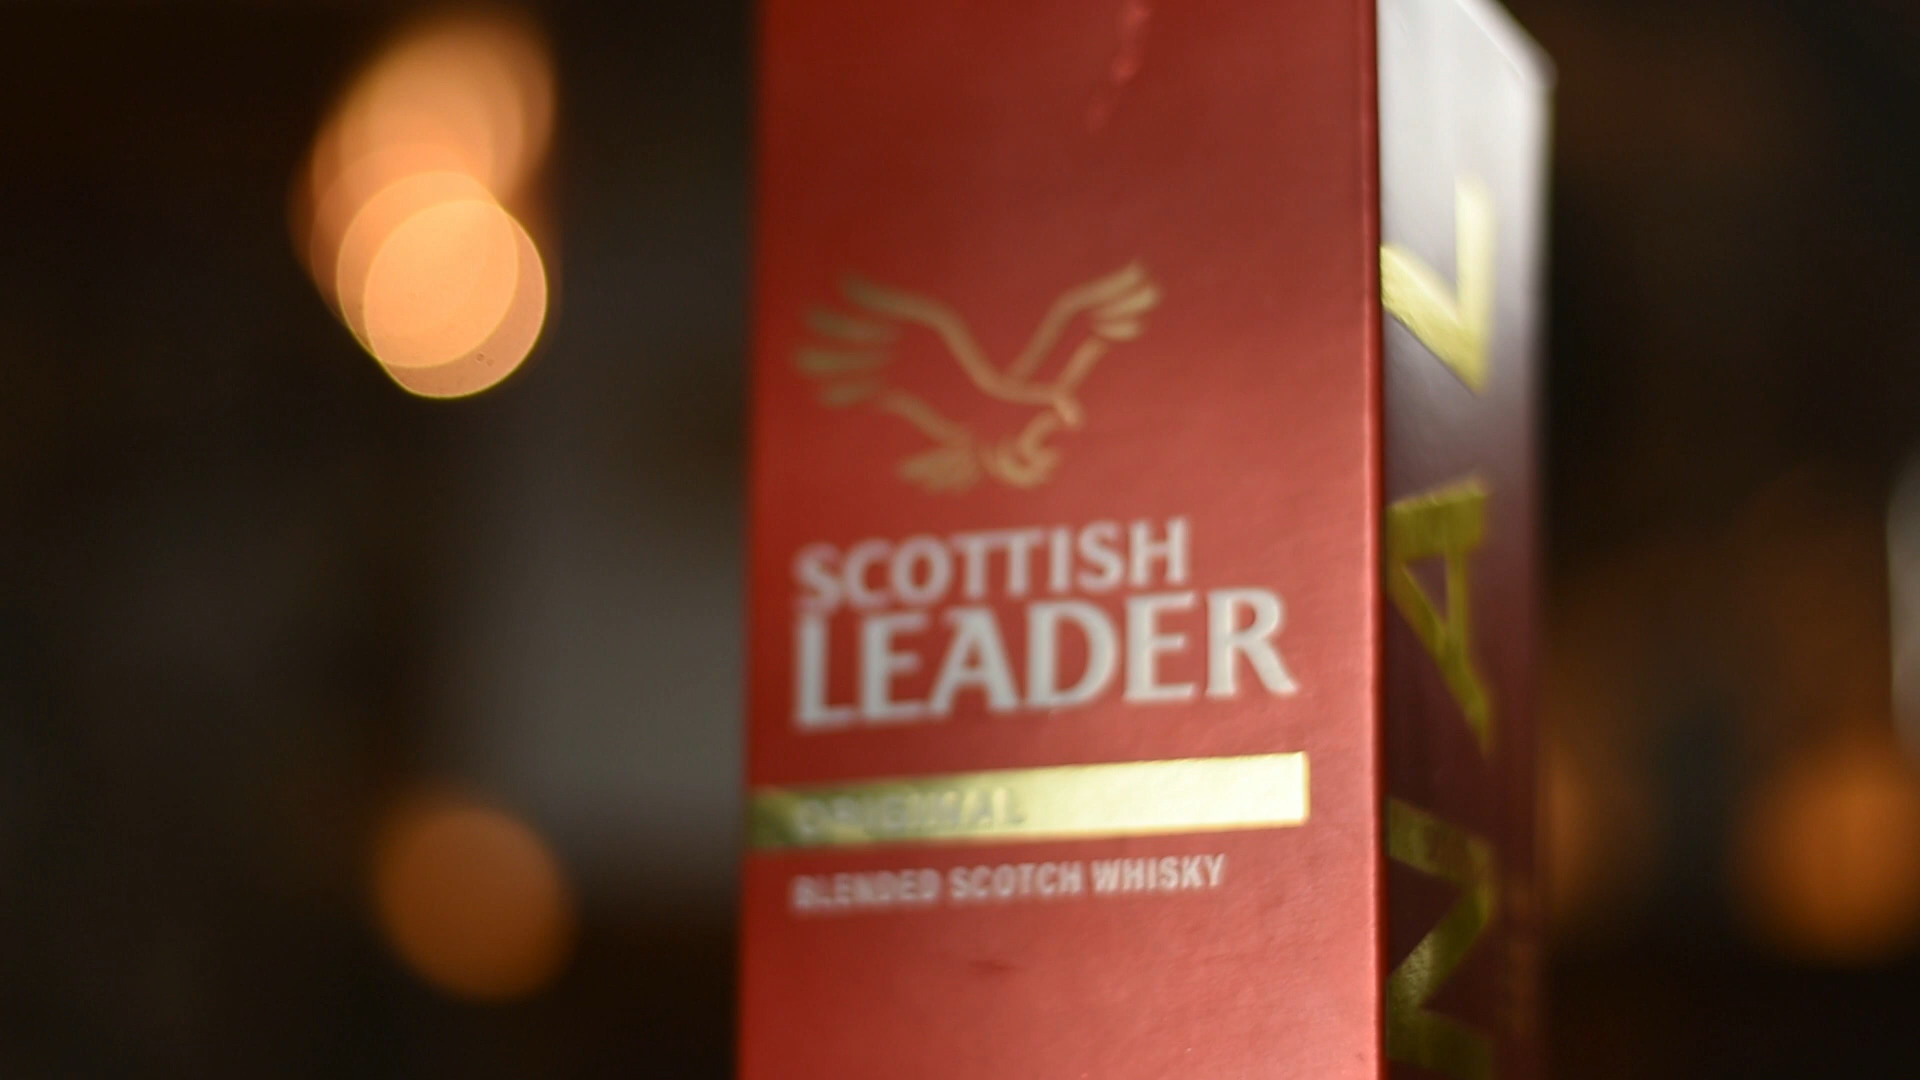 SCOTTISH
LEADER
ORIGINAL
BLENDED SCOTCH WHISKY